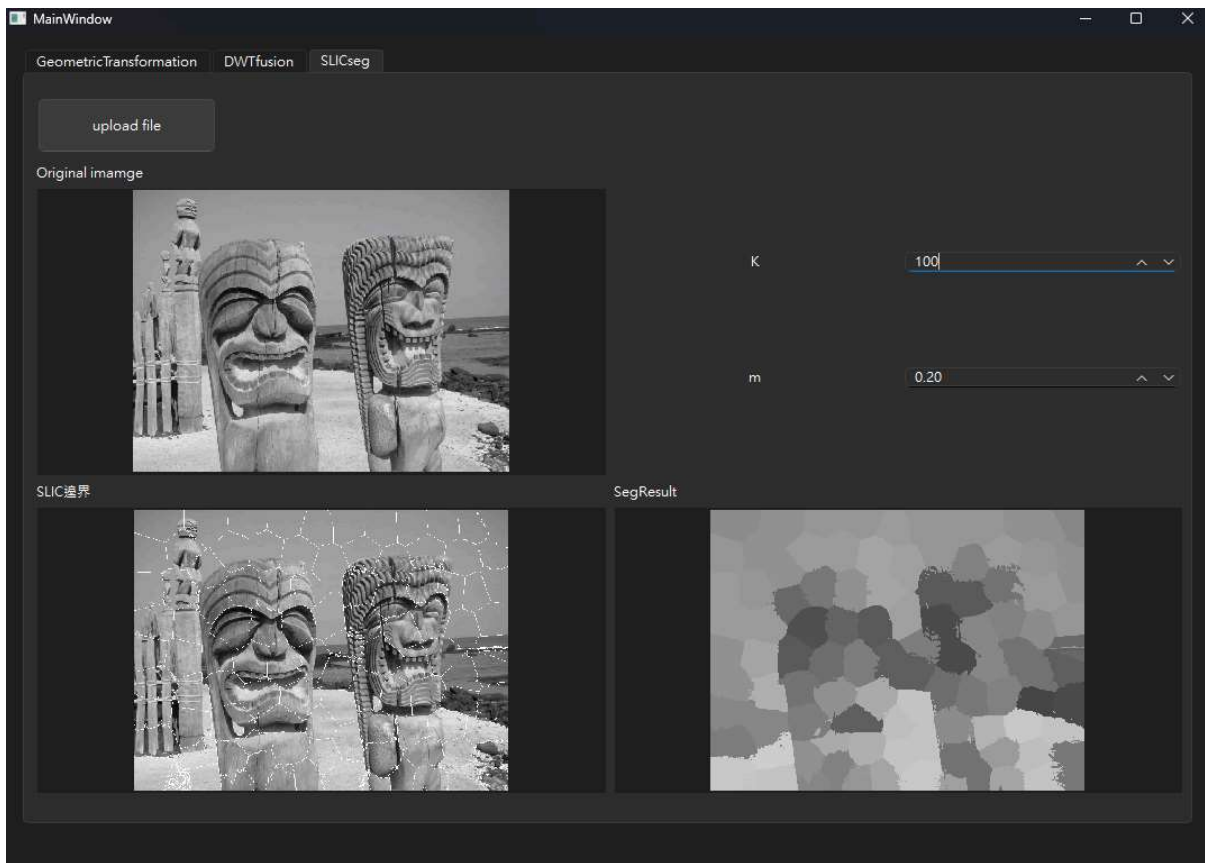 MainWindow
GeometricTransformation DWTfusion SLICseg
upload file
Original imamge
K 100
m 0.20
SLIC邊界 SegResult